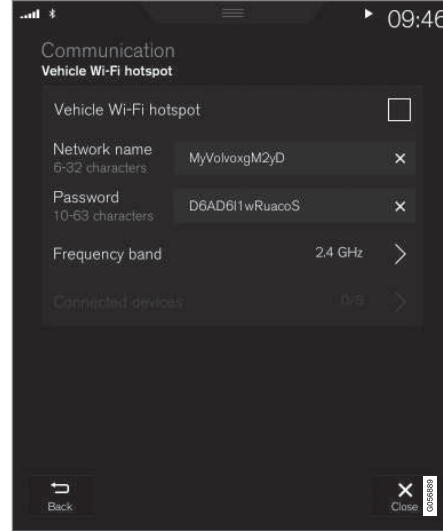 09:46
Communication
Vehicle Wi-Fi hotspot
Vehicle Wi-Fi hotspot
Network name
6-32 characters
MyVolvoxgM2yD
Password
10-63 characters
D6AD6I1wRuacoS
Frequency band
2.4 GHz
Connected devices
0/8
Back
Close
G056889